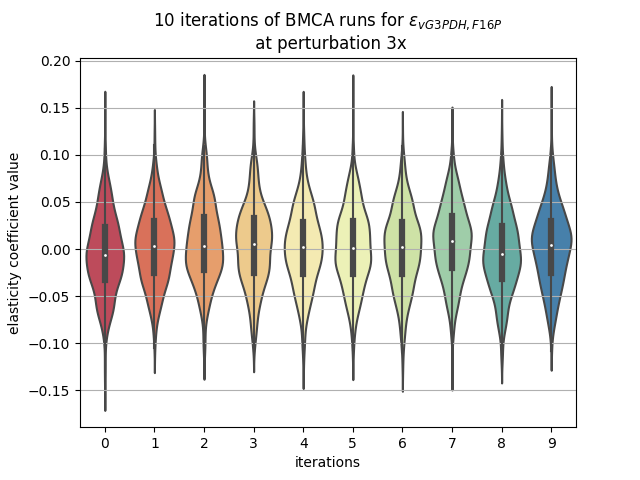 10 iterations of BMCA runs for ε_{vG3PDH,F16P}
at perturbation 3x
elasticity coefficient value
0.20
0.15
0.10
0.05
0.00
−0.05
−0.10
−0.15
0 1 2 3 4 5 6 7 8 9
iterations